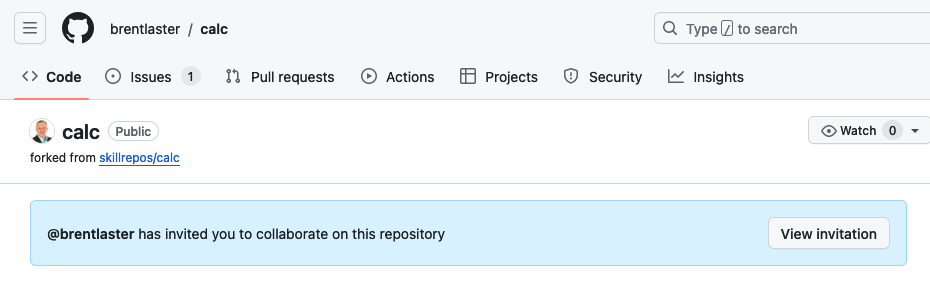 brentlaster / calc
Type / to search
Code Issues 1 Pull requests Actions Projects Security Insights
calc Public
Watch 0
forked from skillrepos/calc
@brentlaster has invited you to collaborate on this repository
View invitation